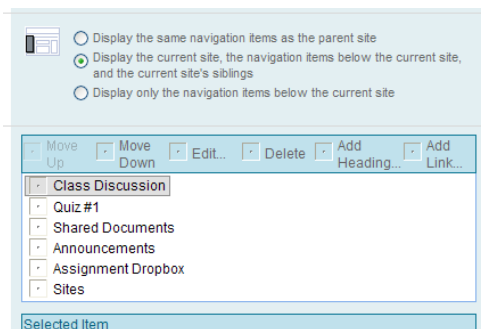 Display the same navigation items as the parent site
Display the current site, the navigation items below the current site,
and the current site's siblings
Display only the navigation items below the current site
Move Up Move Down Edit... Delete Add Heading... Add Link...
Class Discussion
Quiz #1
Shared Documents
Announcements
Assignment Dropbox
Sites
Selected Item